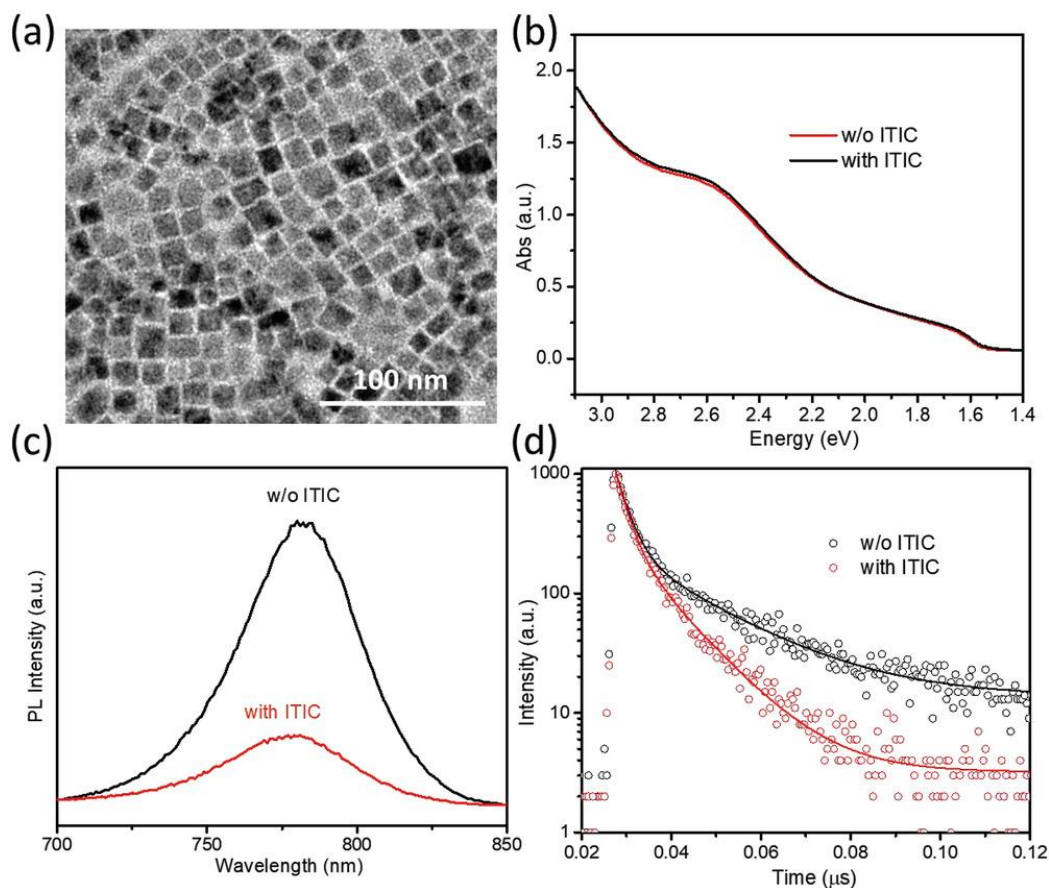 (a)
100 nm
(b)
Abs (a.u.)
2.0
1.5
1.0
0.5
0.0
w/o ITIC
with ITIC
3.0 2.8 2.6 2.4 2.2 2.0 1.8 1.6 1.4
Energy (eV)
(c)
PL Intensity (a.u.)
w/o ITIC
with ITIC
700 750 800 850
Wavelength (nm)
(d)
Intensity (a.u.)
1000
100
10
1
w/o ITIC
with ITIC
0.02 0.04 0.06 0.08 0.10 0.12
Time (μs)